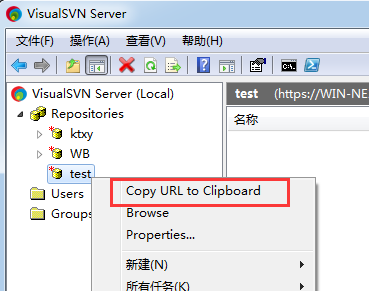 VisualSVN Server
文件(F) 操作(A) 查看(V) 帮助(H)
VisualSVN Server (Local)
Repositories
ktxy
WB
test
Users
Groups
test (https://WIN-NE
名称
Copy URL to Clipboard
Browse
Properties...
新建(N)
所有任务(K)